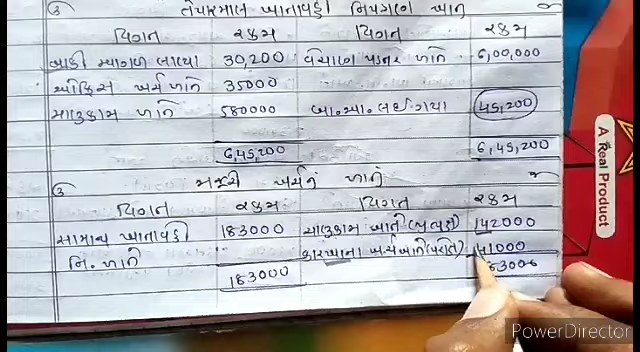 તૈયારમાલ ખાતાવહી નિયંત્રણ ખાતું
વિગત રકમ વિગત રકમ
બાકી આગળ લાવ્યા 30,200 વેચાણ પડતર ખાતે 6,00,000
ઓફિસ ખર્ચ ખાતે 35000
ચાલુકામ ખાતે 580000 બા.આ. લઈ ગયા 45,200
6,45,200 6,45,200
મજૂરી ખર્ચનું ખાતું
વિગત રકમ વિગત રકમ
સામાન્ય ખાતાવહી 183000 ચાલુકામ ખાતે (પ્રત્યક્ષ) 142000
નિ. ખાતે કારખાના ખર્ચ ખાતે (પરોક્ષ) 41000
183000 183000
A Real Product
PowerDirector